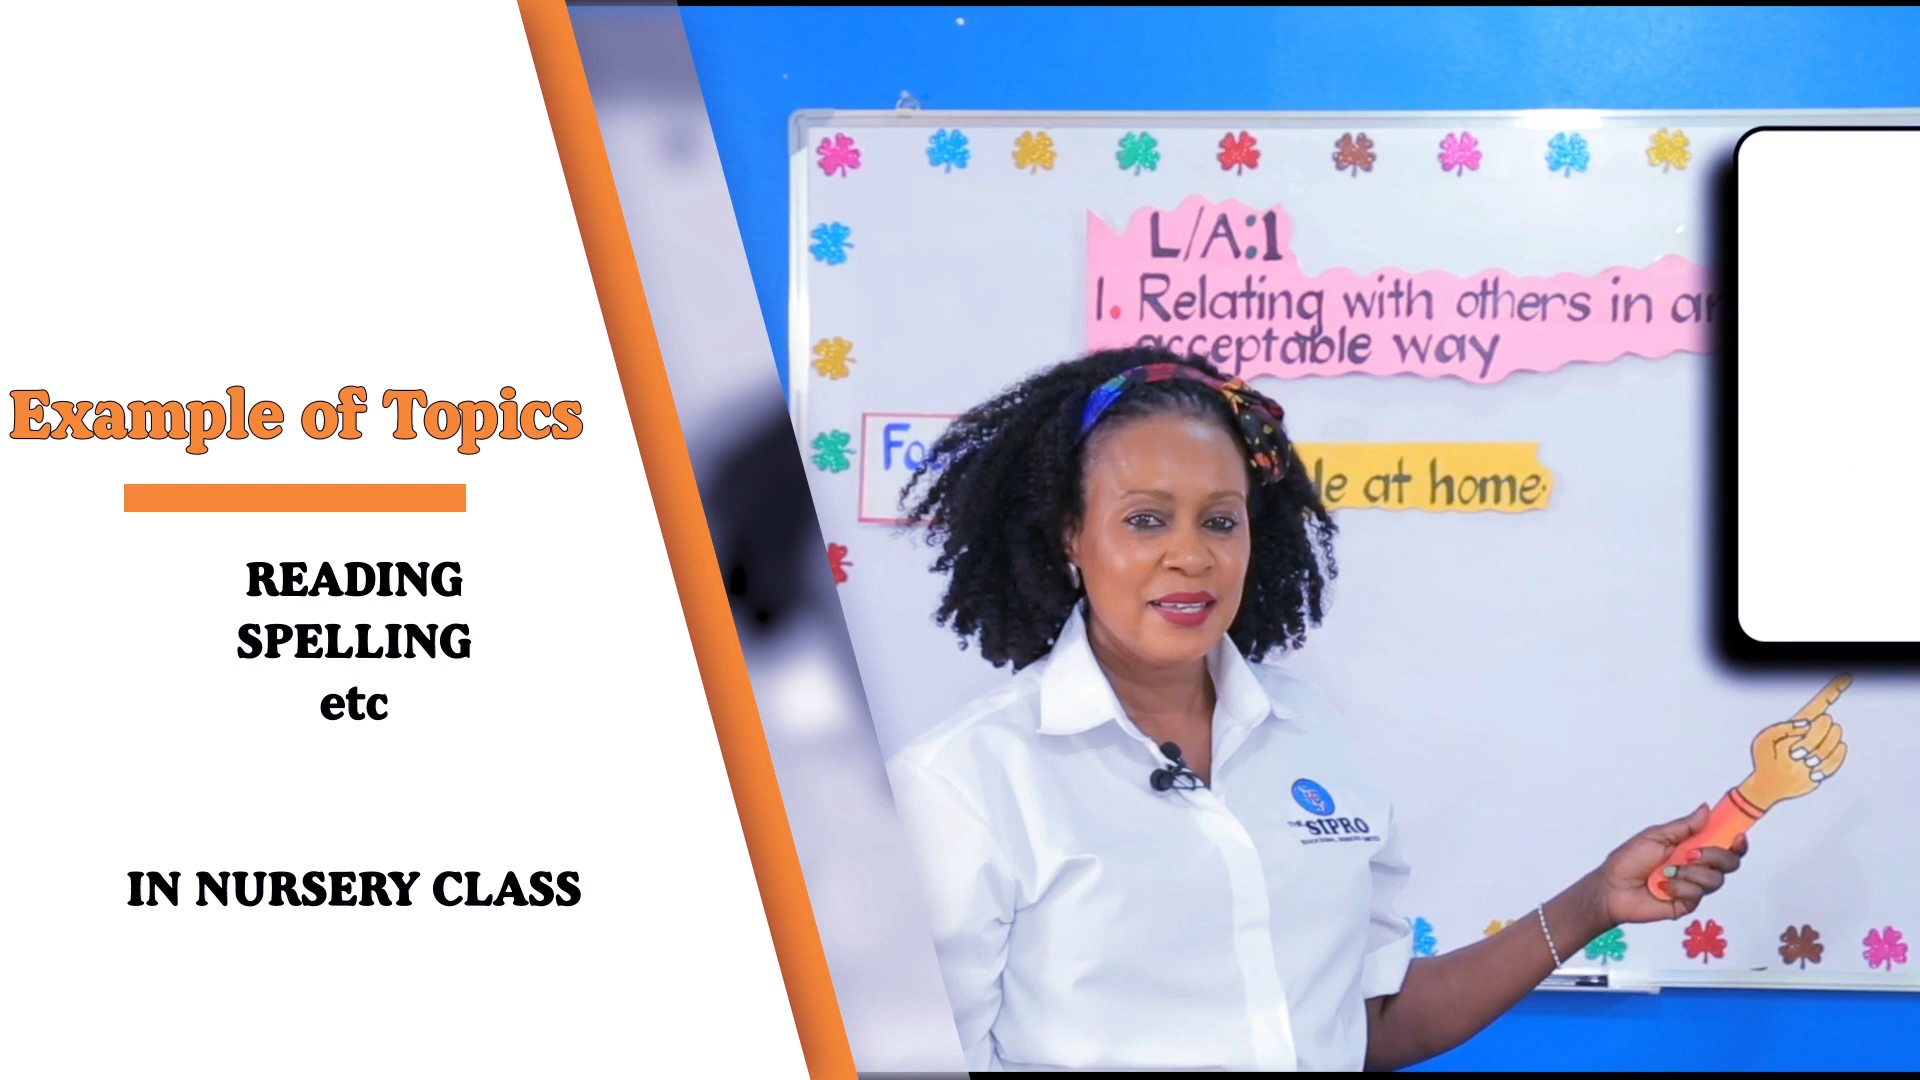 Example of Topics
READING
SPELLING
etc
IN NURSERY CLASS
L/A:1
1. Relating with others in
acceptable way
at home
THE SIPRO